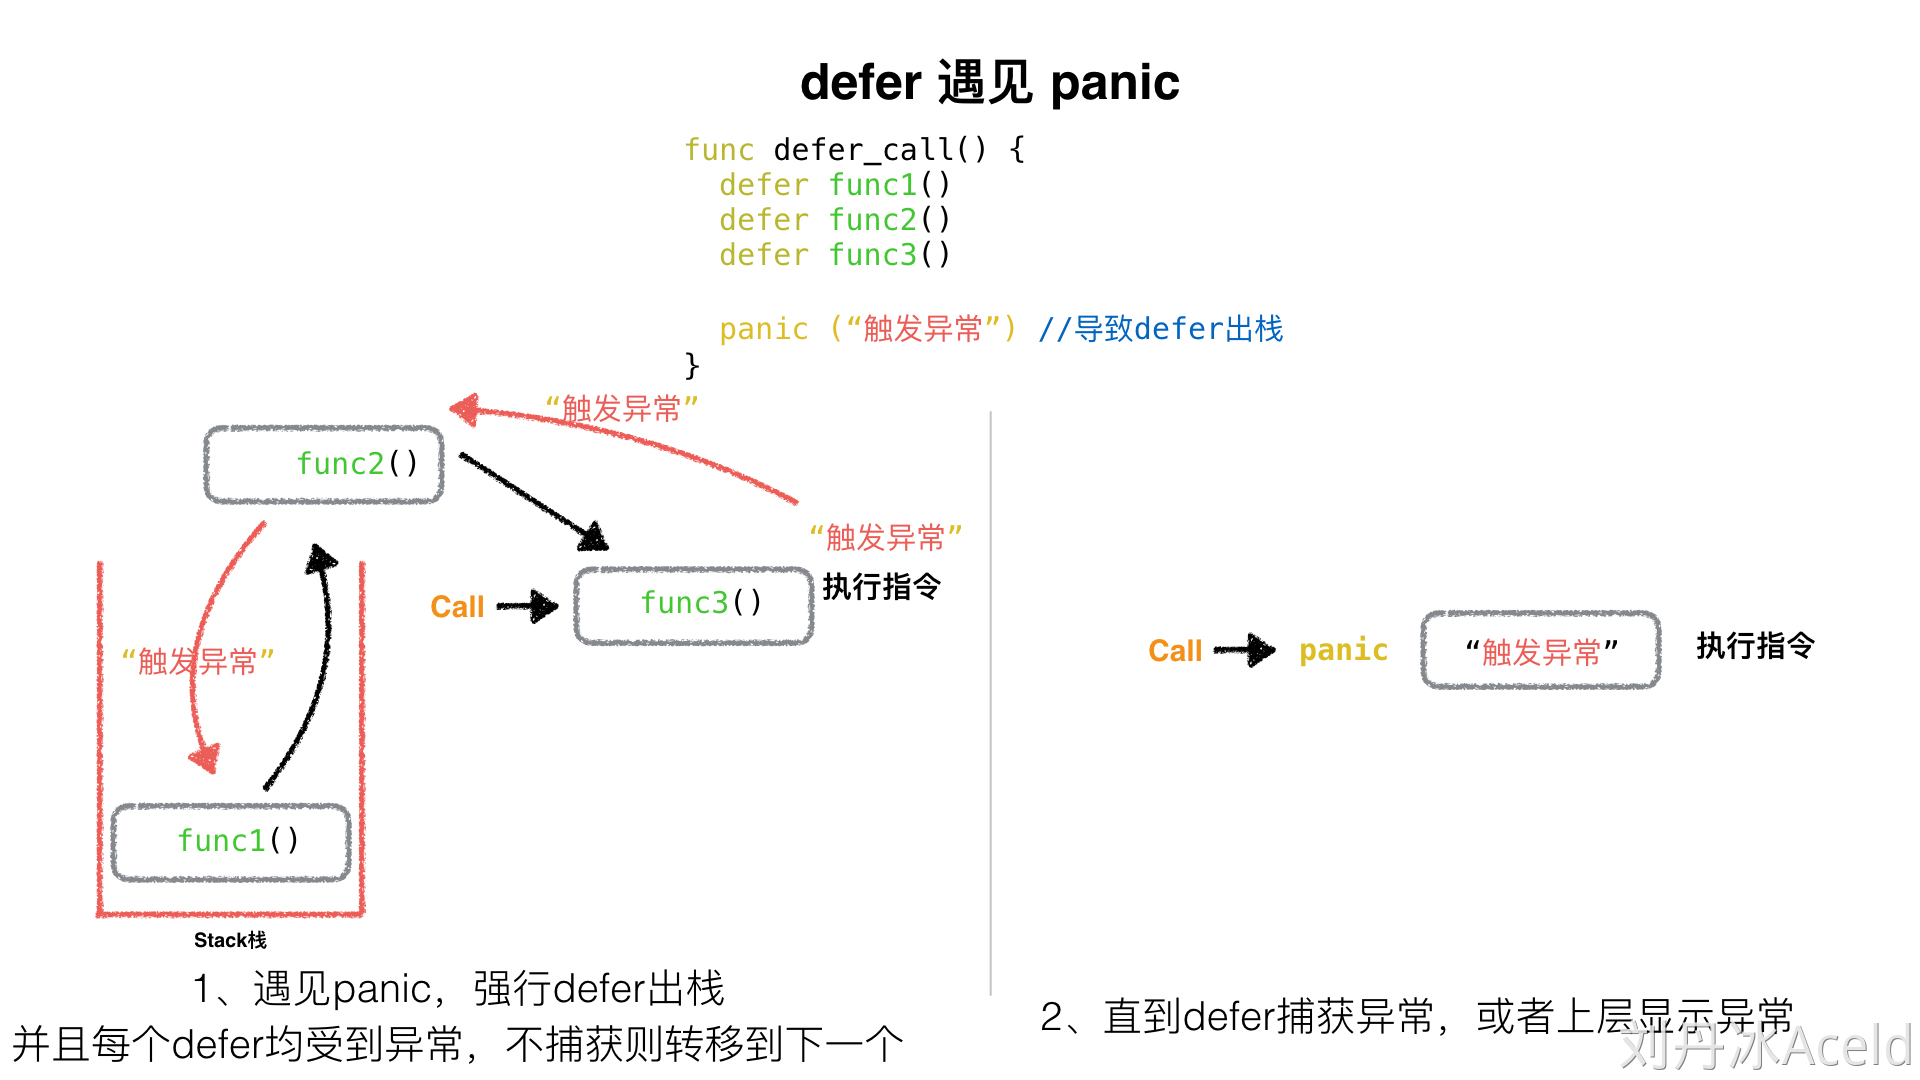 defer 遇见 panic
func defer_call() {
defer func1()
defer func2()
defer func3()
panic (“触发异常”) //导致defer出栈
}
“触发异常”
func2()
“触发异常”
执行指令
Call
func3()
“触发异常”
func1()
Stack栈
1、遇见panic，强行defer出栈
并且每个defer均受到异常，不捕获则转移到下一个
Call
panic
“触发异常”
执行指令
2、直到defer捕获异常，或者上层显示异常
刘丹冰Aceld